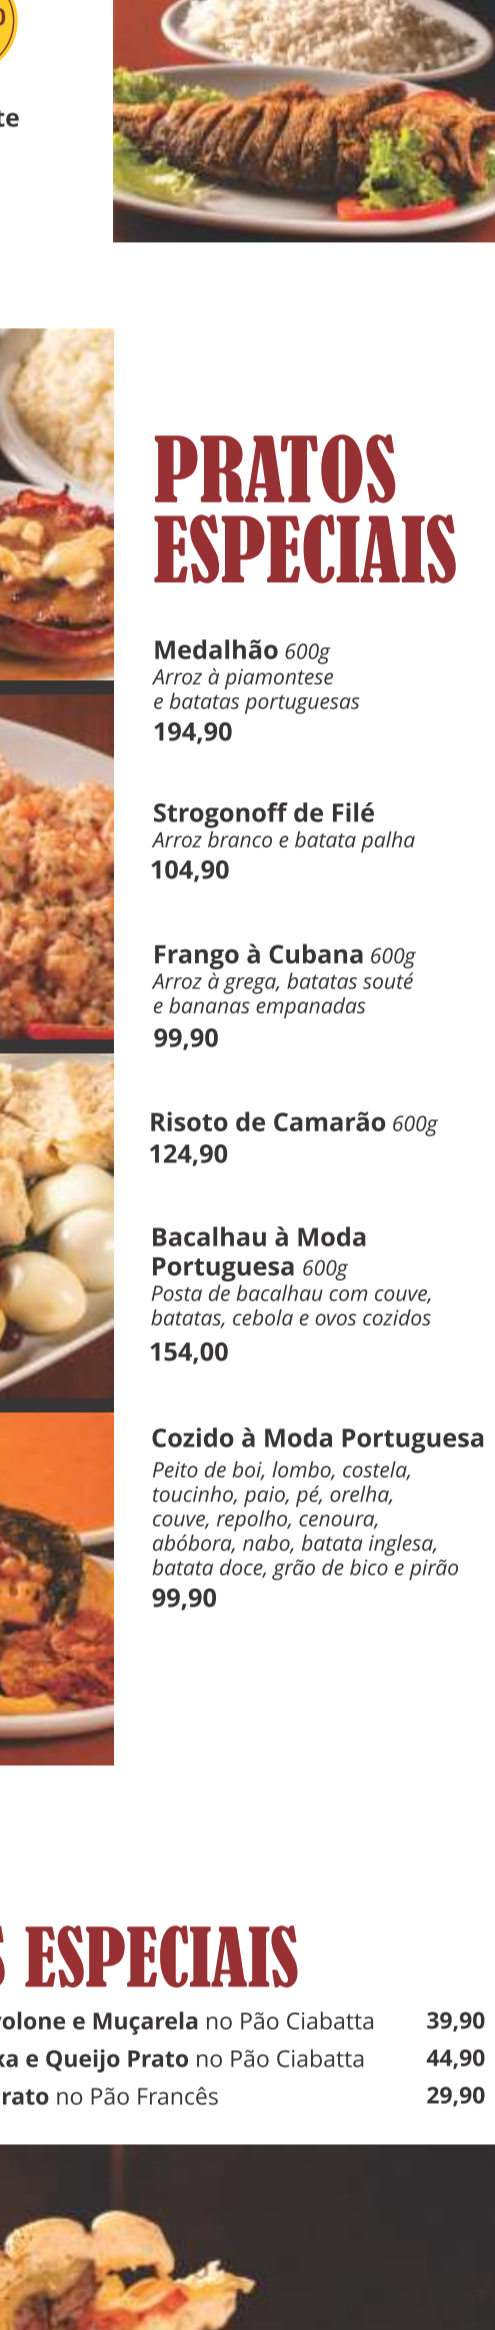 PRATOS
ESPECIAIS
Medalhão 600g
Arroz à piamontese
e batatas portuguesas
194,90
Strogonoff de Filé
Arroz branco e batata palha
104,90
Frango à Cubana 600g
Arroz à grega, batatas souté
e bananas empanadas
99,90
Risoto de Camarão 600g
124,90
Bacalhau à Moda
Portuguesa 600g
Posta de bacalhau com couve,
batatas, cebola e ovos cozidos
154,00
Cozido à Moda Portuguesa
Peito de boi, lombo, costela,
toucinho, paio, pé, orelha,
couve, repolho, cenoura,
abóbora, nabo, batata inglesa,
batata doce, grão de bico e pirão
99,90
ESPECIAIS
e Muçarela no Pão Ciabatta 39,90
e Queijo Prato no Pão Ciabatta 44,90
no Pão Francês 29,90